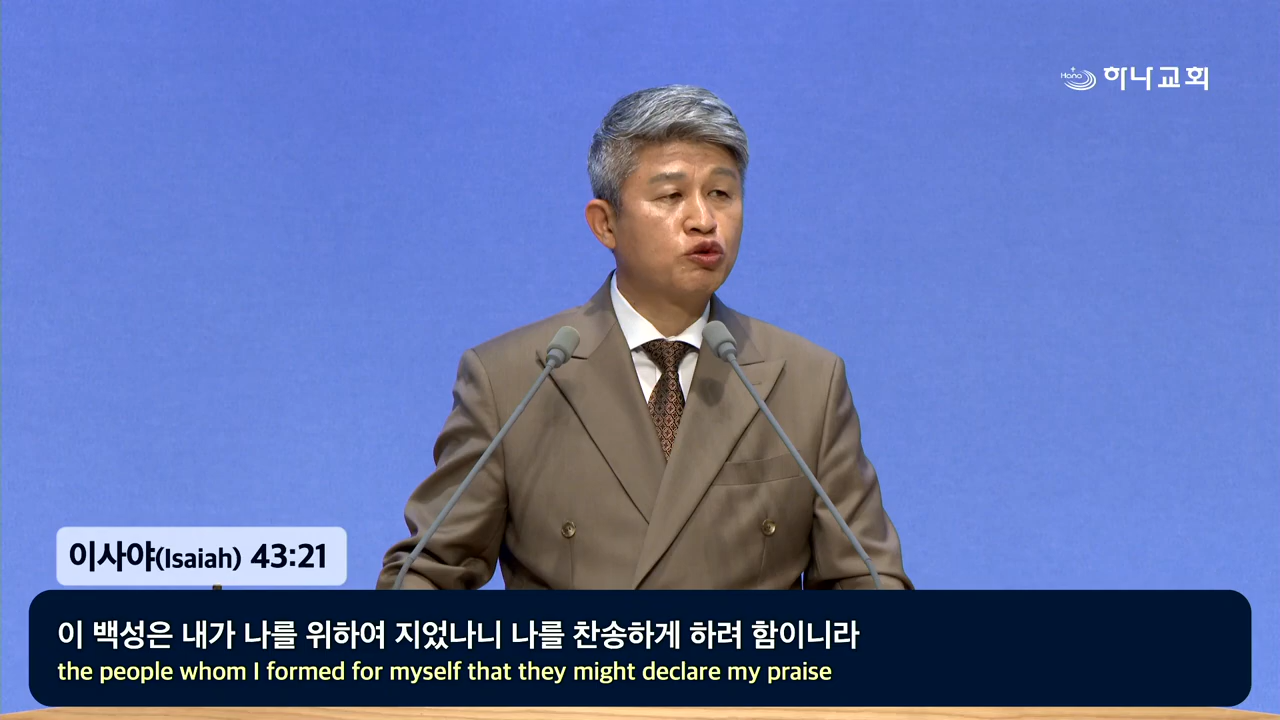 Hana 하나교회
이사야(Isaiah) 43:21
이 백성은 내가 나를 위하여 지었나니 나를 찬송하게 하려 함이니라
the people whom I formed for myself that they might declare my praise